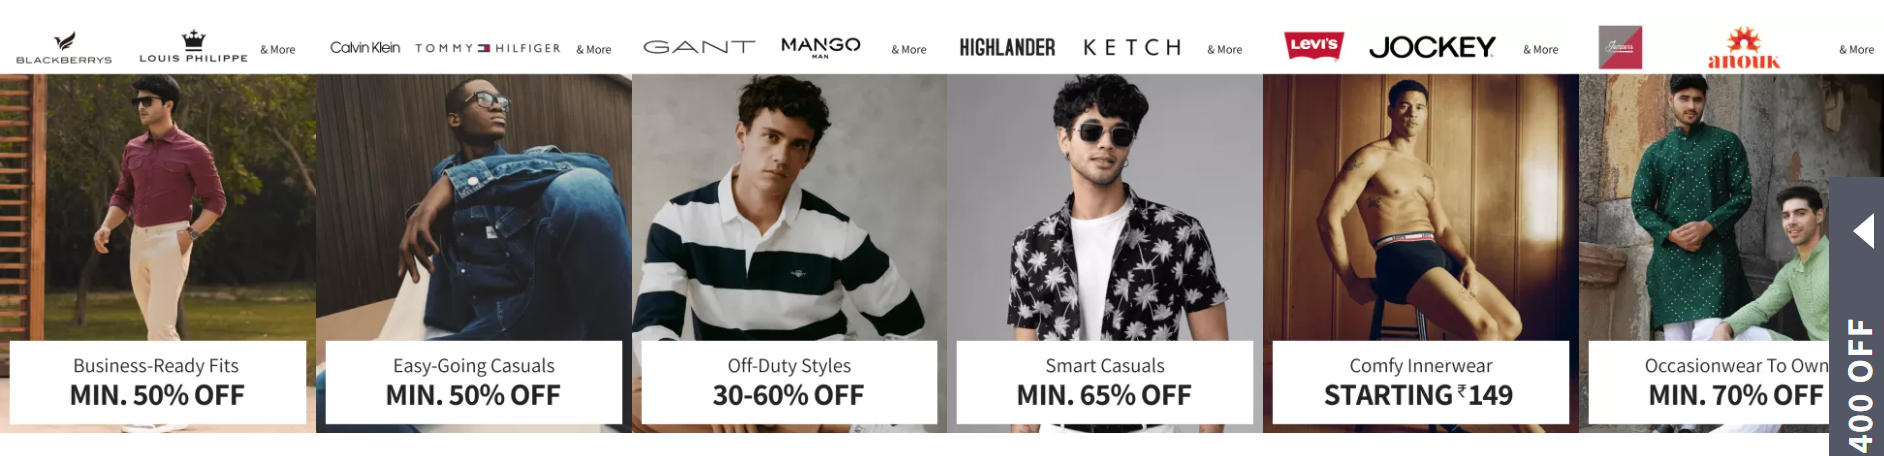 BLACKBERRYS
LOUIS PHILIPPE
& More
Calvin Klein
TOMMY HILFIGER
& More
GANT
MANGO
MAN
& More
HIGHLANDER
KETCH
& More
Levi's
JOCKEY
& More
anouk
& More
Business-Ready Fits
MIN. 50% OFF
Easy-Going Casuals
MIN. 50% OFF
Off-Duty Styles
30-60% OFF
Smart Casuals
MIN. 65% OFF
Comfy Innerwear
STARTING ₹149
Occasionwear To Own
MIN. 70% OFF
400 OFF